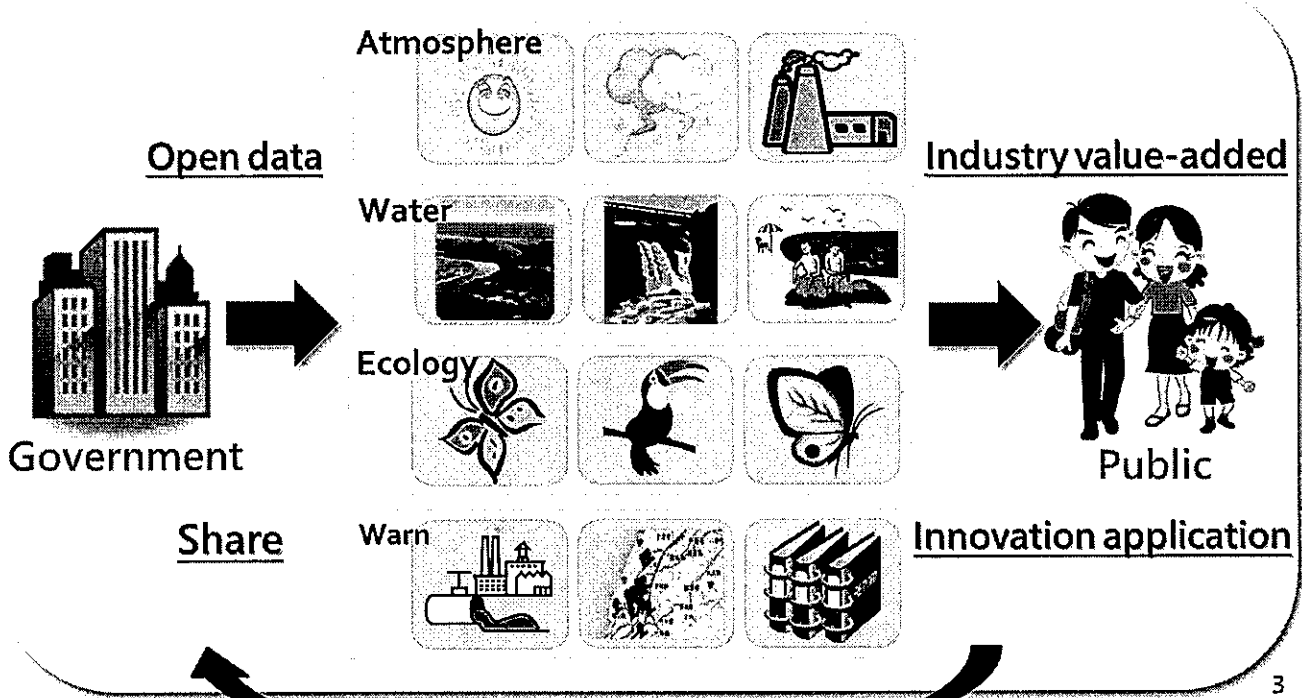 Atmosphere
Open data
Industry value-added
Water
Ecology
Government
Public
Share
Warn
Innovation application
3